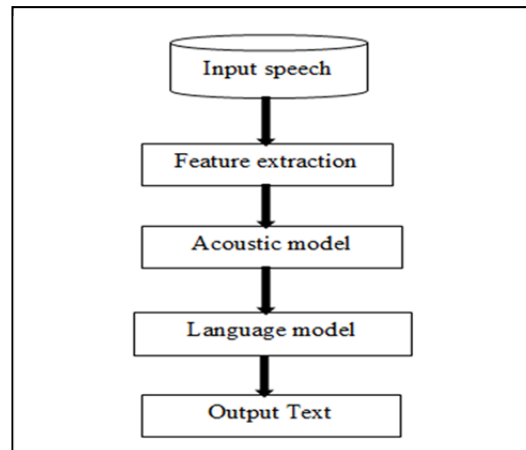 Input speech
Feature extraction
Acoustic model
Language model
Output Text